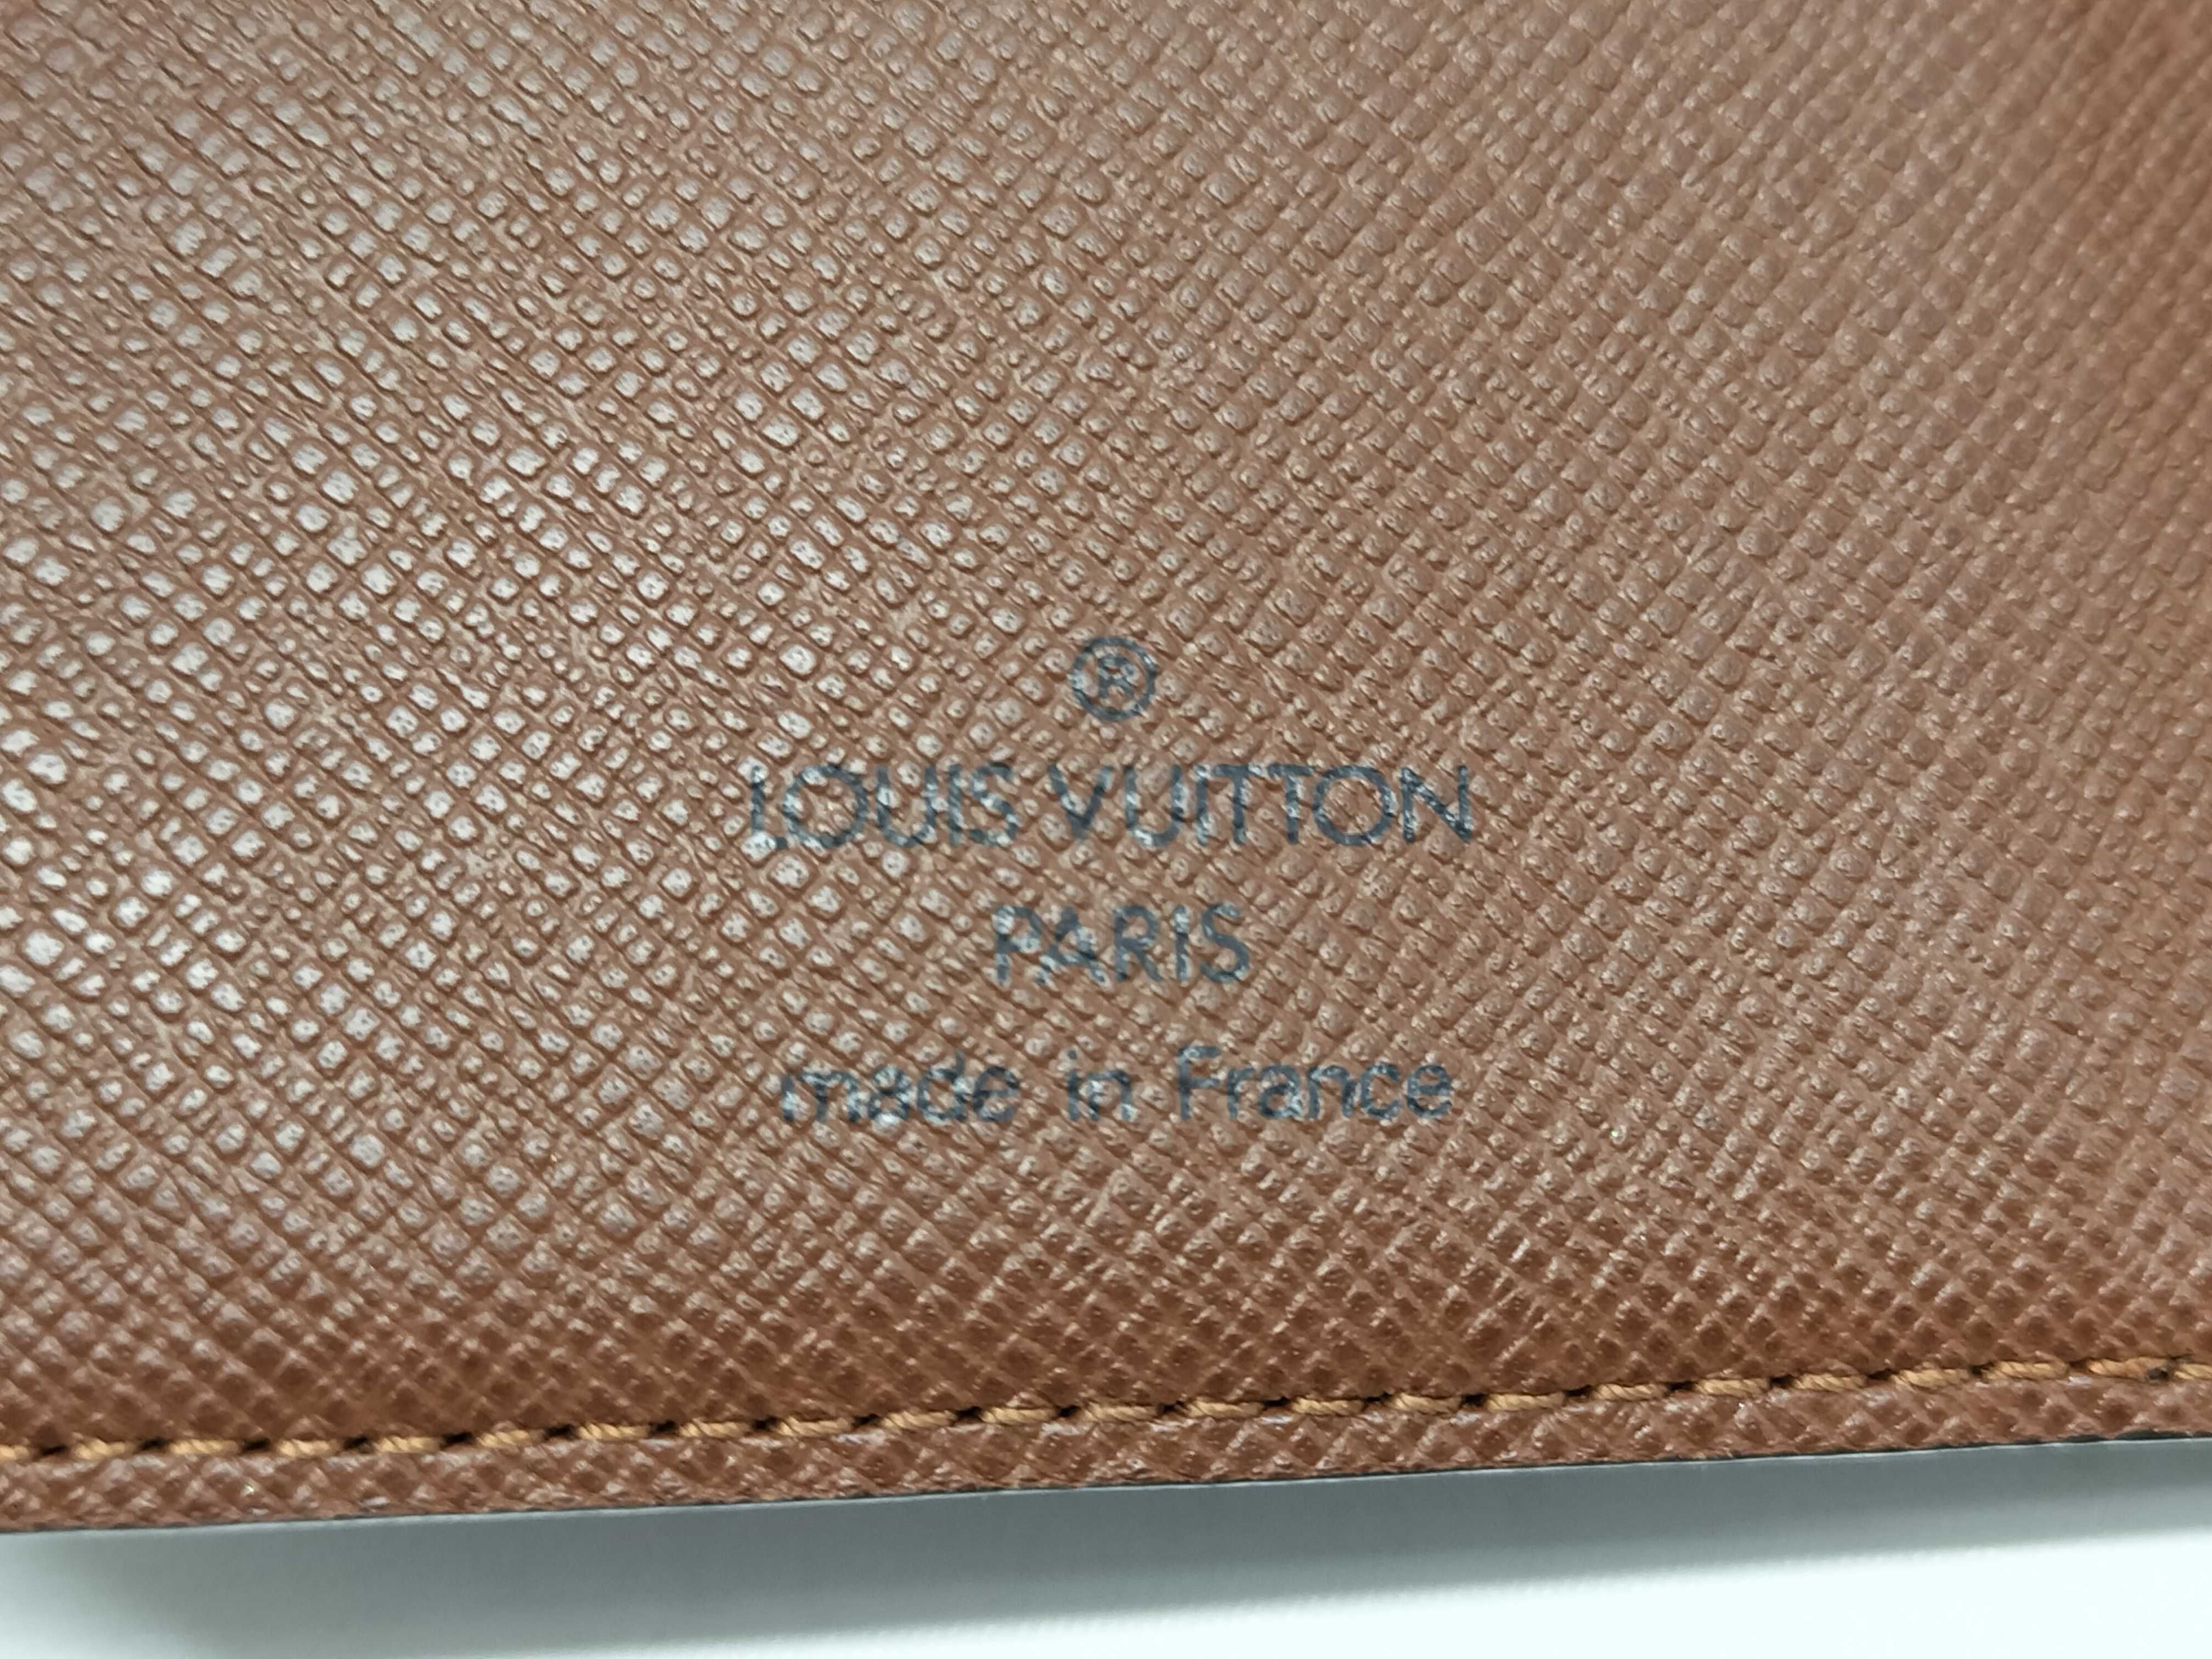 ®
LOUIS VUITTON
PARIS
made in France